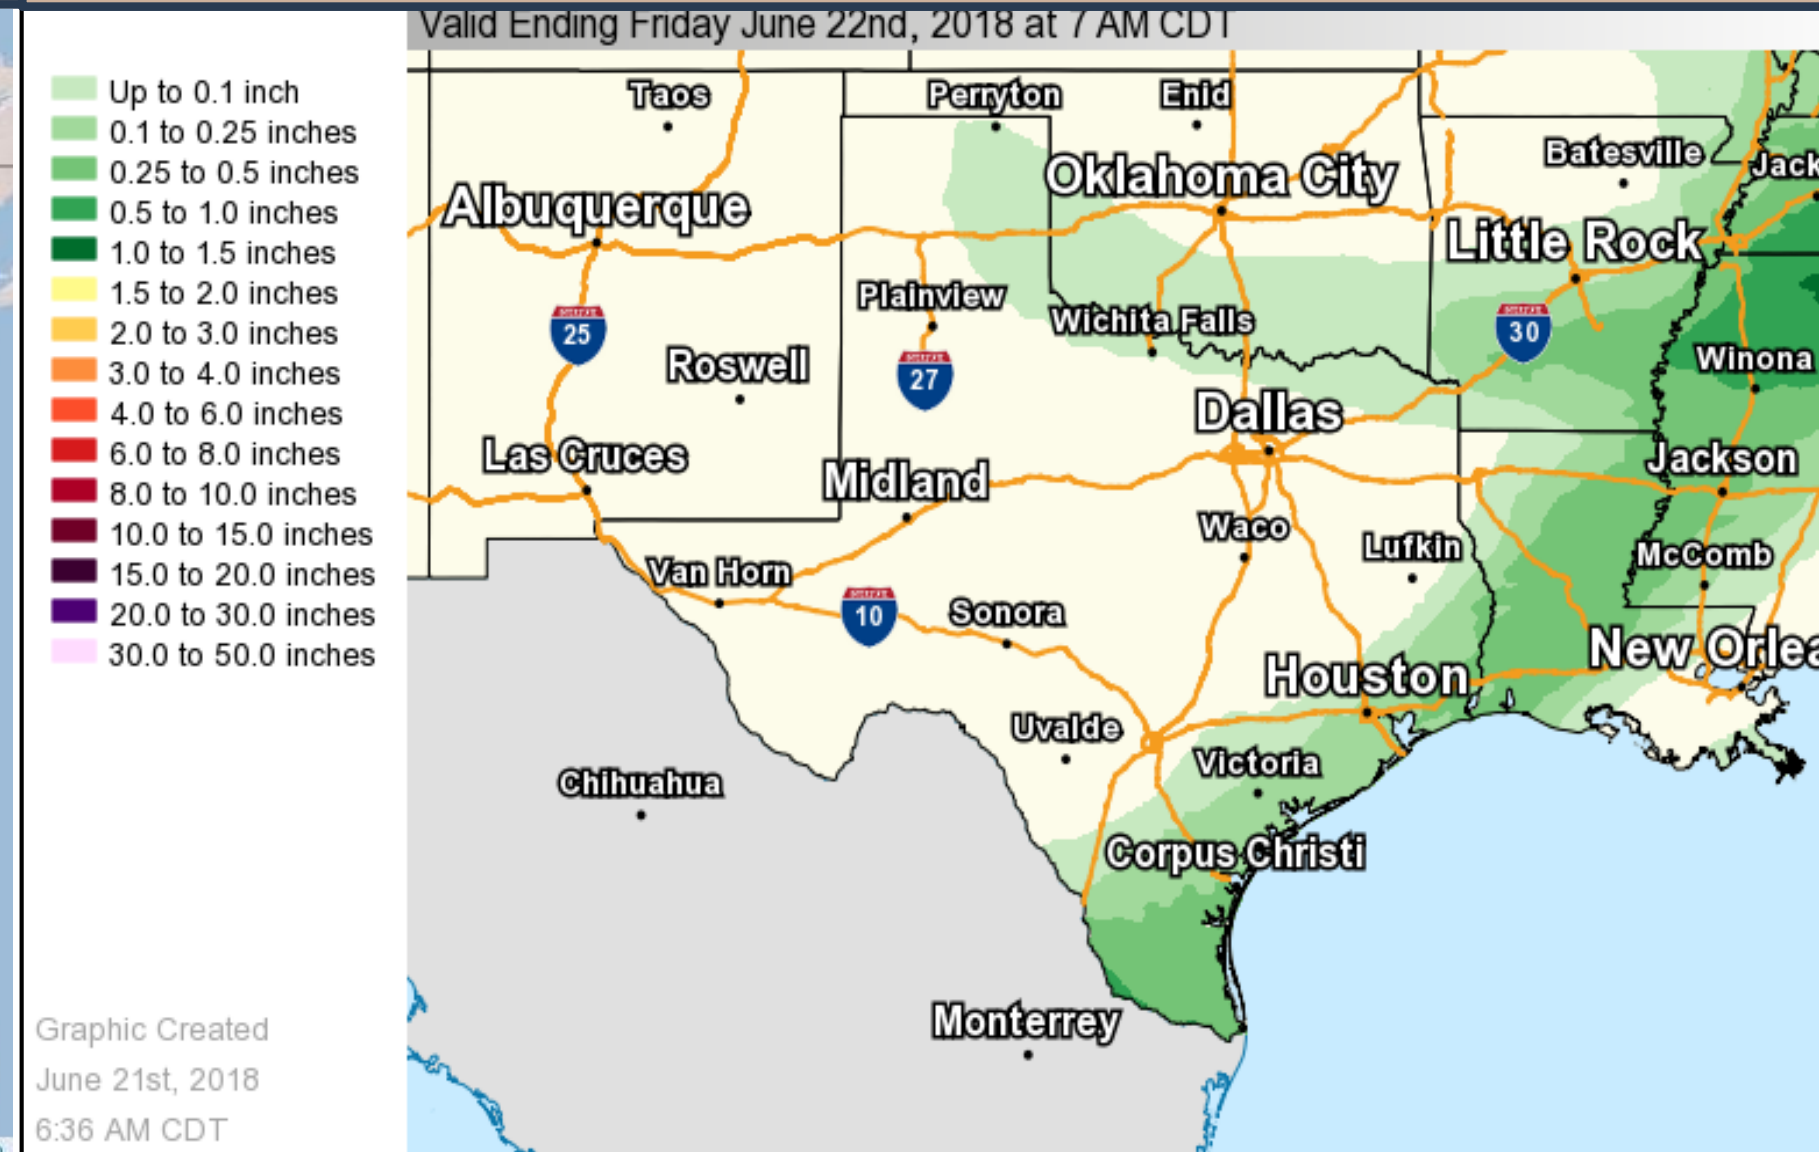 Valid Ending Friday June 22nd, 2018 at 7 AM CDT
Up to 0.1 inch
0.1 to 0.25 inches
0.25 to 0.5 inches
0.5 to 1.0 inches
1.0 to 1.5 inches
1.5 to 2.0 inches
2.0 to 3.0 inches
3.0 to 4.0 inches
4.0 to 6.0 inches
6.0 to 8.0 inches
8.0 to 10.0 inches
10.0 to 15.0 inches
15.0 to 20.0 inches
20.0 to 30.0 inches
30.0 to 50.0 inches
Graphic Created
June 21st, 2018
6:36 AM CDT
Taos
Perryton
Enid
Batesville
Jack
Oklahoma City
Albuquerque
Little Rock
Plainview
Wichita Falls
25
30
Winona
Roswell
27
Dallas
Las Cruces
Midland
Jackson
Waco
Lufkin
McComb
Van Horn
10
Sonora
New Orlea
Houston
Uvalde
Victoria
Chihuahua
Corpus Christi
Monterrey